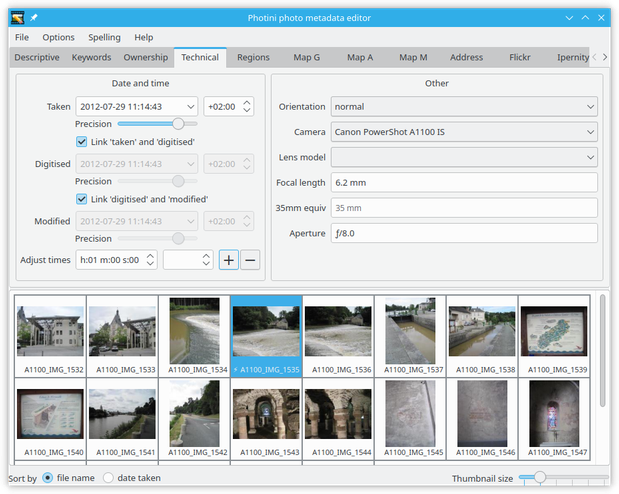 Photini photo metadata editor
File Options Spelling Help
Descriptive Keywords Ownership Technical Regions Map G Map A Map M Address Flickr Ipernity
Date and time
Taken 2012-07-29 11:14:43 +02:00
Precision
Link 'taken' and 'digitised'
Digitised 2012-07-29 11:14:43 +02:00
Precision
Link 'digitised' and 'modified'
Modified 2012-07-29 11:14:43 +02:00
Precision
Adjust times h:01 m:00 s:00 + −
Other
Orientation normal
Camera Canon PowerShot A1100 IS
Lens model
Focal length 6.2 mm
35mm equiv 35 mm
Aperture ƒ/8.0
A1100_IMG_1532 A1100_IMG_1533 A1100_IMG_1534 ⚡ A1100_IMG_1535 A1100_IMG_1536 A1100_IMG_1537 A1100_IMG_1538 A1100_IMG_1539
A1100_IMG_1540 A1100_IMG_1541 A1100_IMG_1542 A1100_IMG_1543 A1100_IMG_1544 A1100_IMG_1545 A1100_IMG_1546 A1100_IMG_1547
Sort by file name date taken Thumbnail size